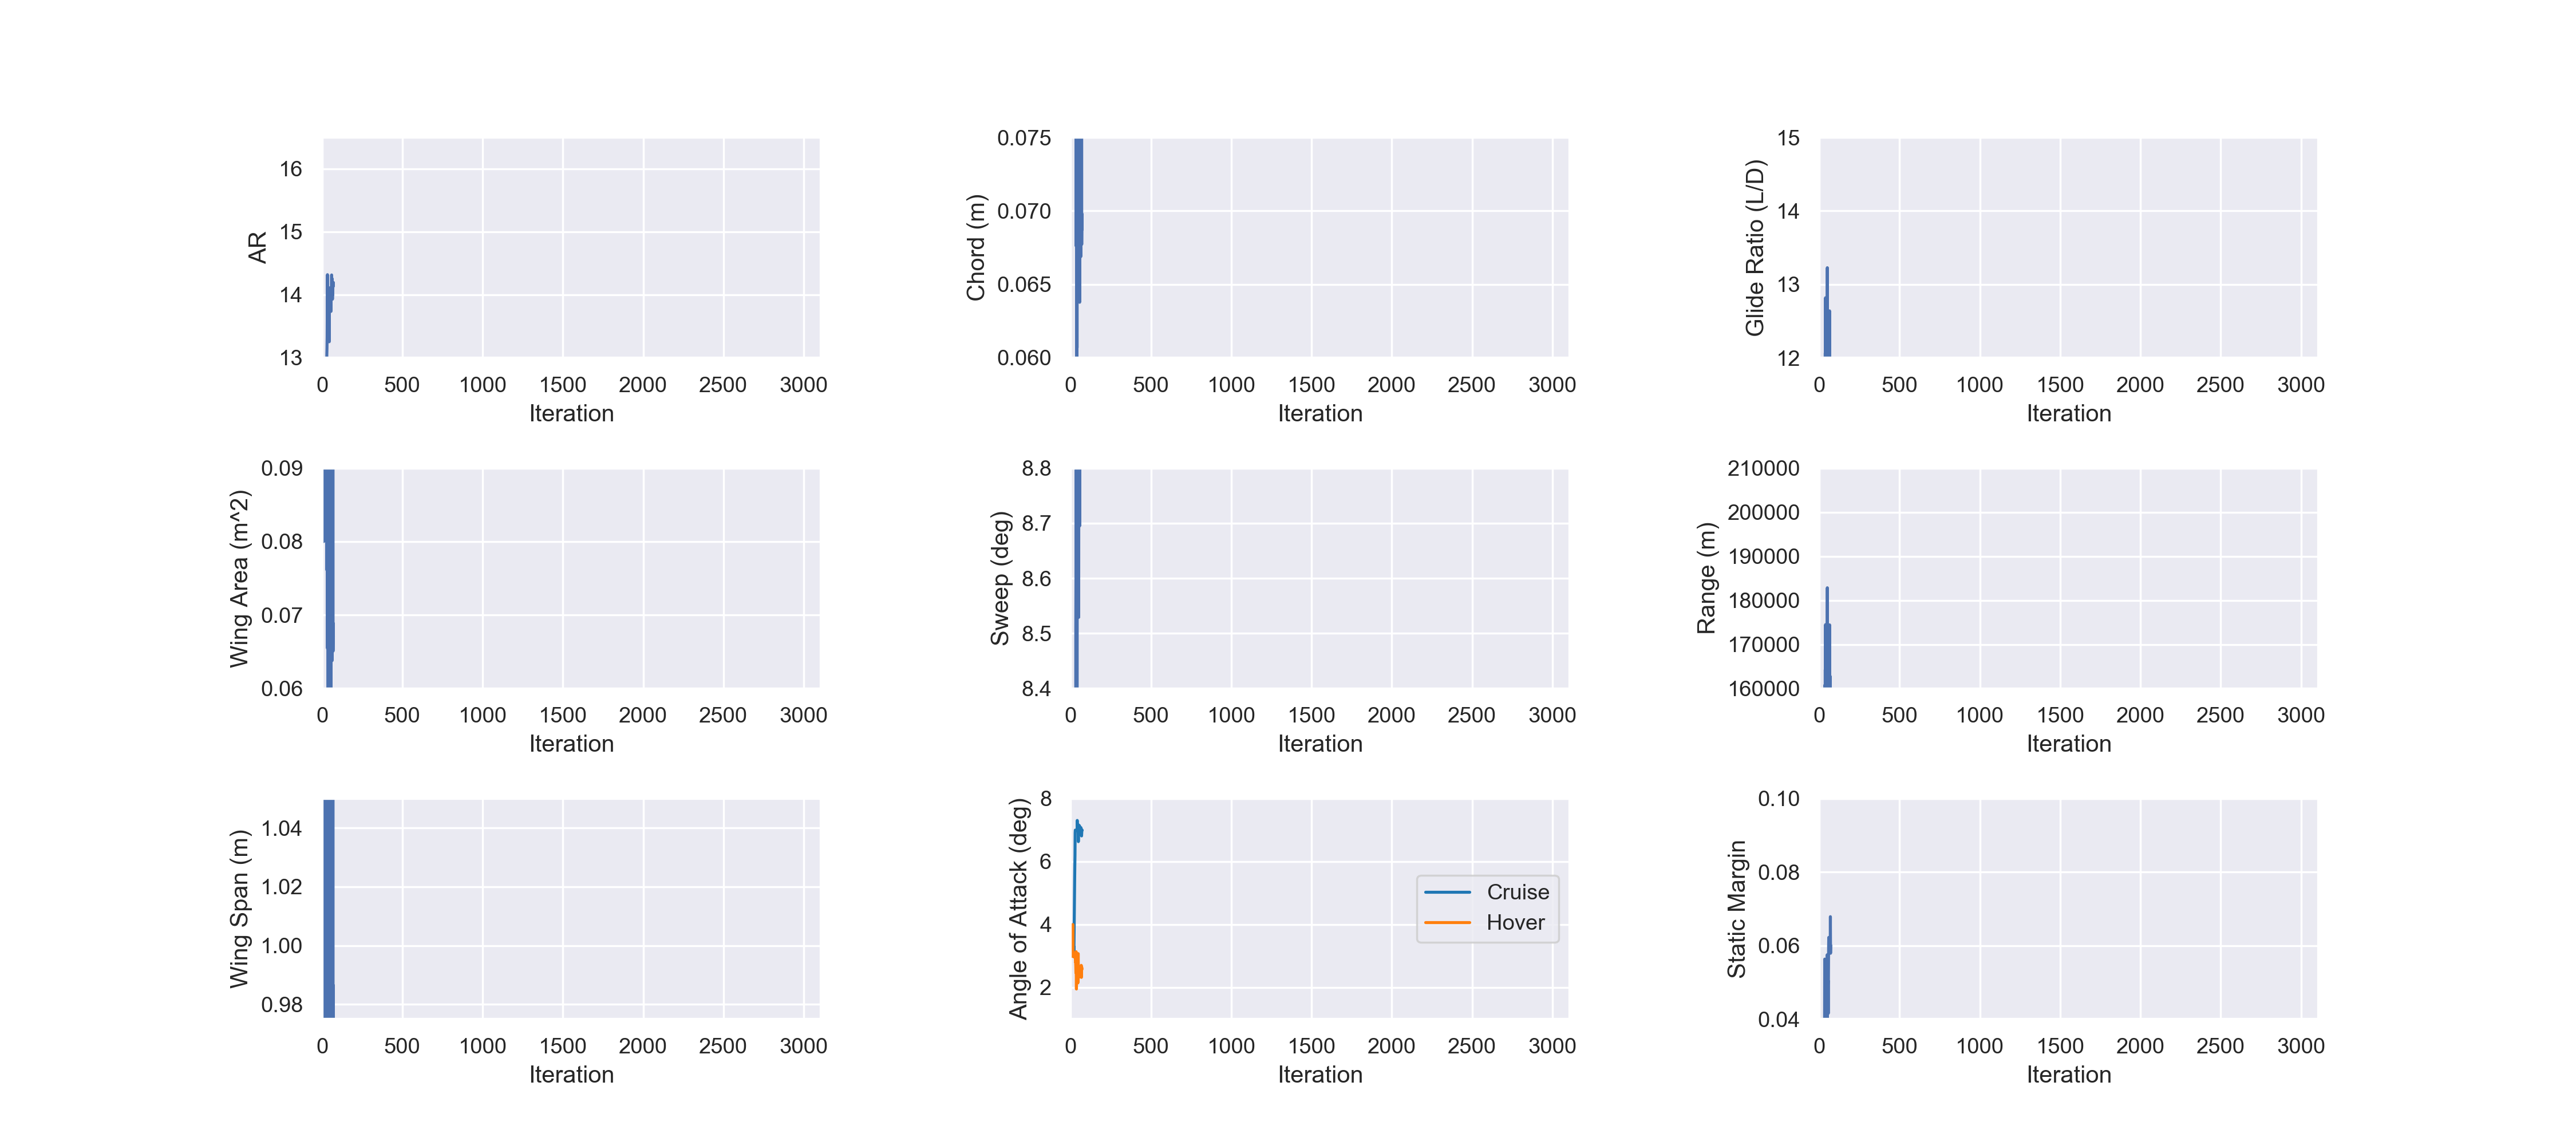 AR
16
15
14
13
0 500 1000 1500 2000 2500 3000
Iteration
Chord (m)
0.075
0.070
0.065
0.060
0 500 1000 1500 2000 2500 3000
Iteration
Glide Ratio (L/D)
15
14
13
12
0 500 1000 1500 2000 2500 3000
Iteration
Wing Area (m^2)
0.09
0.08
0.07
0.06
0 500 1000 1500 2000 2500 3000
Iteration
Sweep (deg)
8.8
8.7
8.6
8.5
8.4
0 500 1000 1500 2000 2500 3000
Iteration
Range (m)
210000
200000
190000
180000
170000
160000
0 500 1000 1500 2000 2500 3000
Iteration
Wing Span (m)
1.04
1.02
1.00
0.98
0 500 1000 1500 2000 2500 3000
Iteration
Angle of Attack (deg)
8
6
4
2
Cruise
Hover
0 500 1000 1500 2000 2500 3000
Iteration
Static Margin
0.10
0.08
0.06
0.04
0 500 1000 1500 2000 2500 3000
Iteration